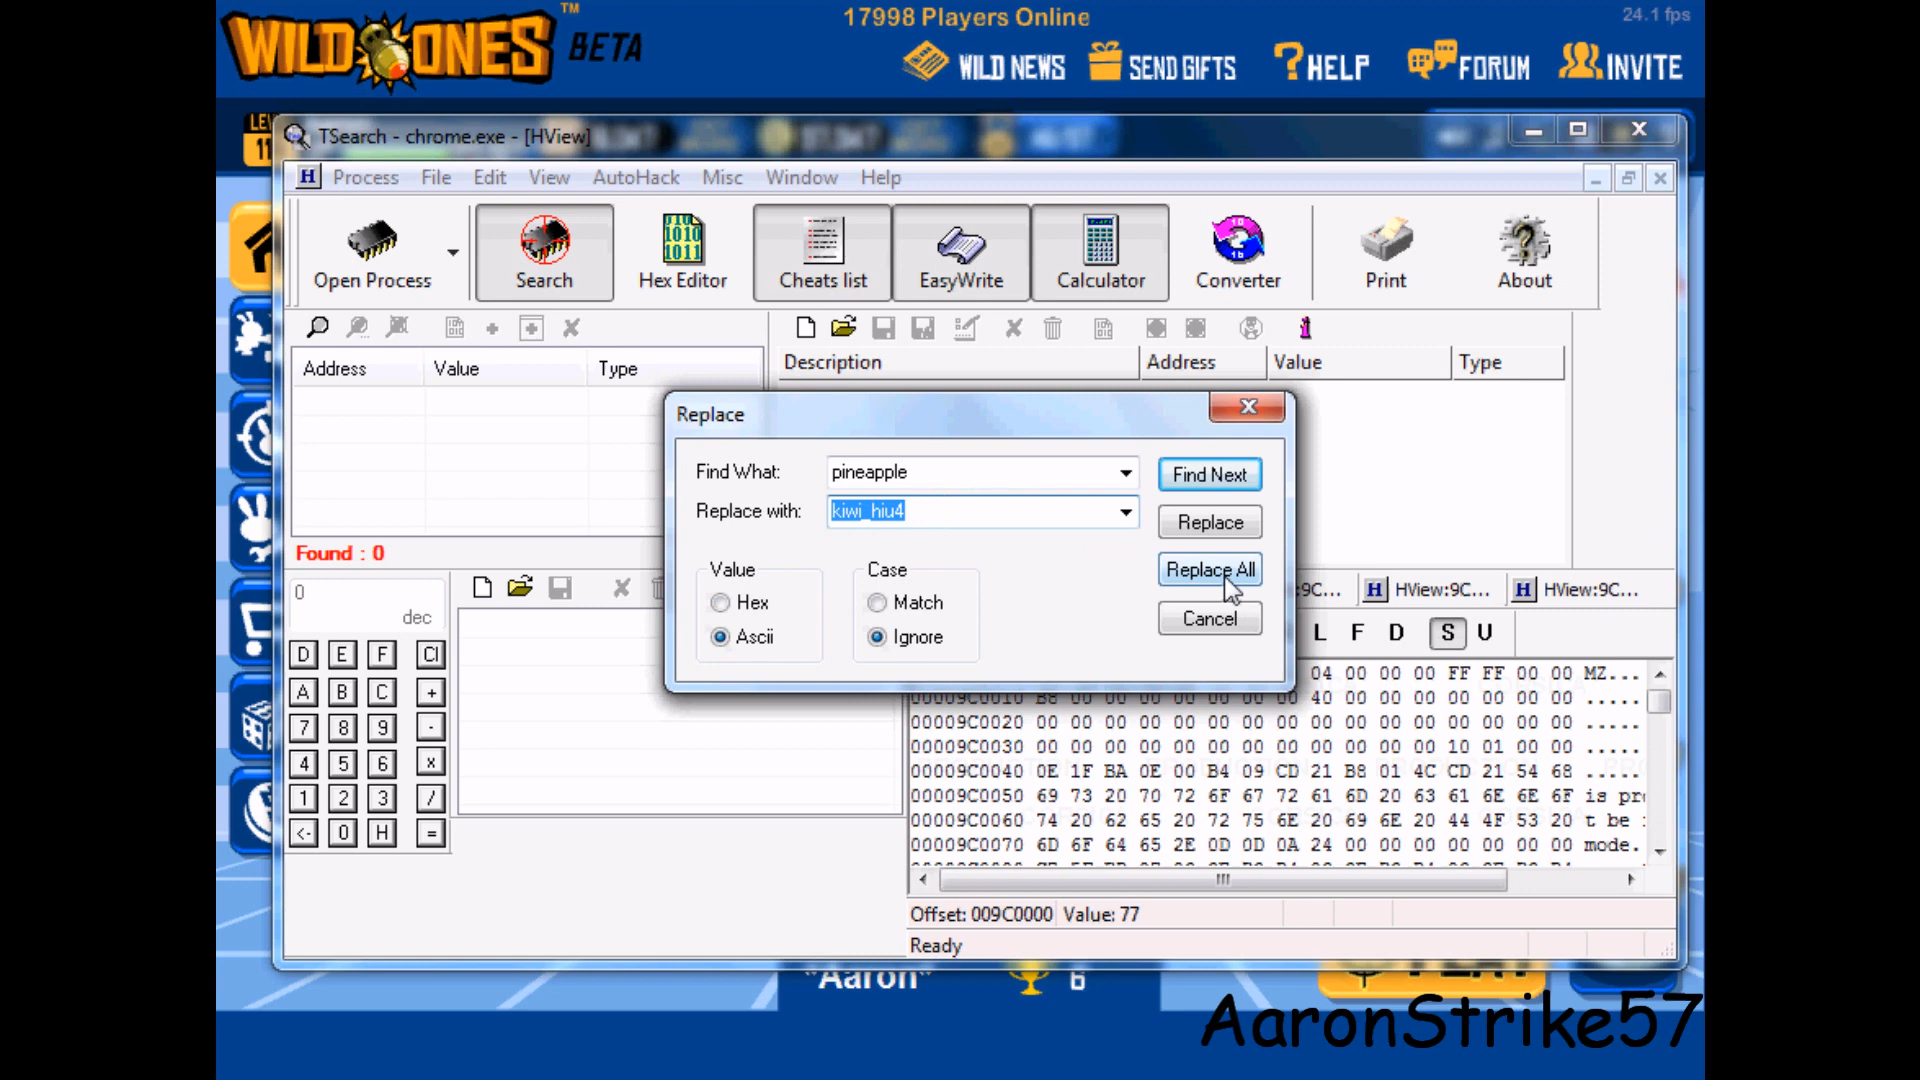 WILD ONES BETA
TM
17998 Players Online
24.1 fps
WILD NEWS
SEND GIFTS
HELP
FORUM
INVITE
LEV
11
TSearch - chrome.exe - [HView]
H Process File Edit View AutoHack Misc Window Help
Open Process
Search
Hex Editor
Cheats list
EasyWrite
Calculator
Converter
Print
About
Address Value Type
Description Address Value Type
Replace
Find What: pineapple
Find Next
Replace with: kiwi_hiu4
Replace
Value
Hex
Ascii
Case
Match
Ignore
Replace All
Cancel
Found : 0
0
dec
D E F Cl
A B C +
7 8 9 -
4 5 6 x
1 2 3 /
<- 0 H =
:9C... H HView:9C... H HView:9C...
L F D S U
04 00 00 00 FF FF 00 00 MZ...
00009C0010 B8 00 00 00 00 00 00 00 40 00 00 00 00 00 00 00 .....
00009C0020 00 00 00 00 00 00 00 00 00 00 00 00 00 00 00 00 .....
00009C0030 00 00 00 00 00 00 00 00 00 00 00 00 10 01 00 00 .....
00009C0040 0E 1F BA 0E 00 B4 09 CD 21 B8 01 4C CD 21 54 68 .....
00009C0050 69 73 20 70 72 6F 67 72 61 6D 20 63 61 6E 6E 6F is pr
00009C0060 74 20 62 65 20 72 75 6E 20 69 6E 20 44 4F 53 20 t be
00009C0070 6D 6F 64 65 2E 0D 0D 0A 24 00 00 00 00 00 00 00 mode.
Offset: 009C0000 Value: 77
Ready
"Aaron"
6
PLAY
AaronStrike57